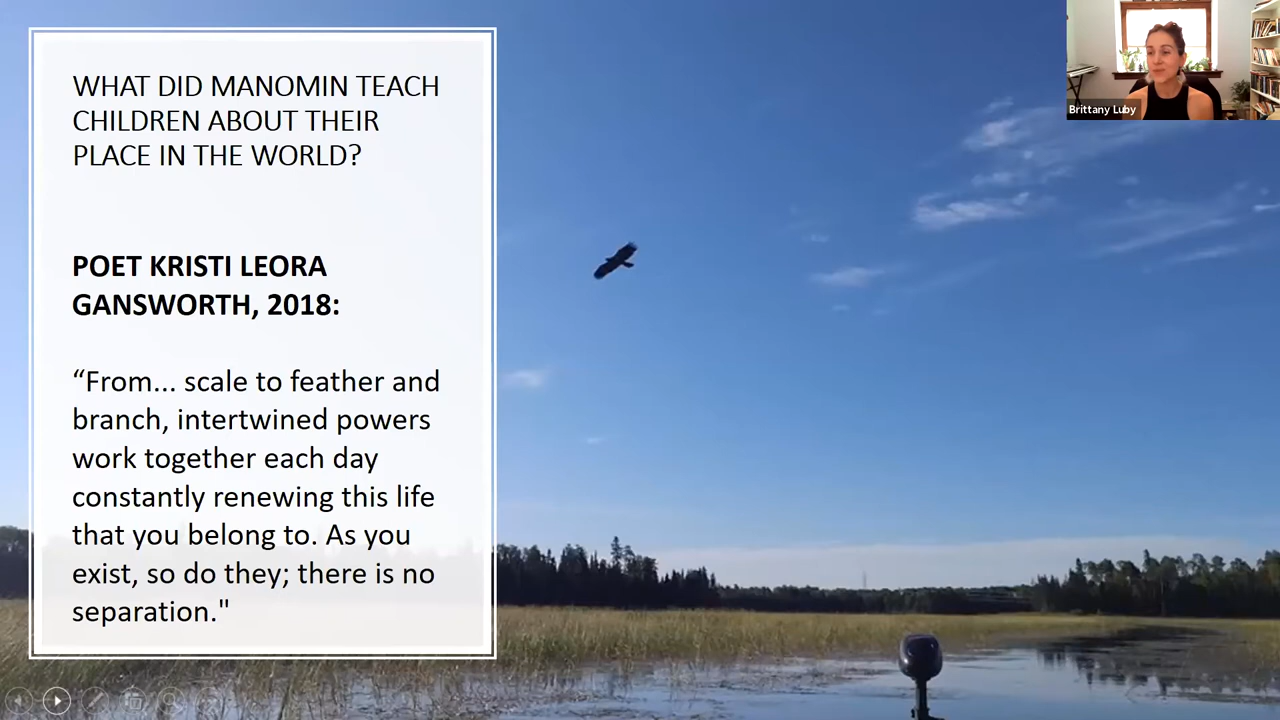 WHAT DID MANOMIN TEACH
CHILDREN ABOUT THEIR
PLACE IN THE WORLD?
POET KRISTI LEORA
GANSWORTH, 2018:
“From... scale to feather and
branch, intertwined powers
work together each day
constantly renewing this life
that you belong to. As you
exist, so do they; there is no
separation."
Brittany Luby